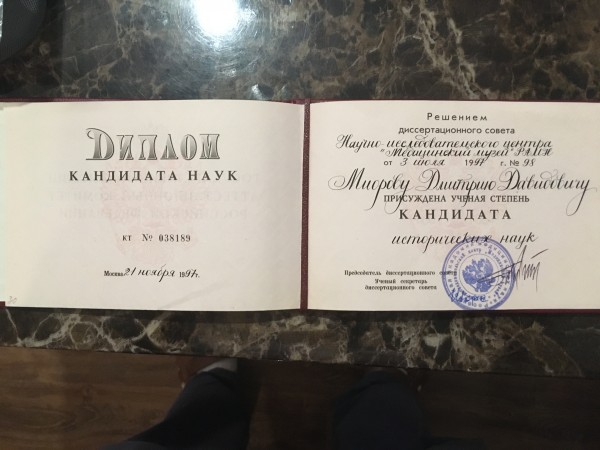 Диплом
КАНДИДАТА НАУК
КТ № 038189
Москва 21 ноября 1997г.
Решением
диссертационного совета
Научно-исследовательского центра
"Медицинский музей" РАМН
от 3 июля 1997 г. № 98
Дмитрию Давидовичу
ПРИСУЖДЕНА УЧЕНАЯ СТЕПЕНЬ
КАНДИДАТА
исторических наук
Председатель диссертационного совета
Ученый секретарь
диссертационного совета